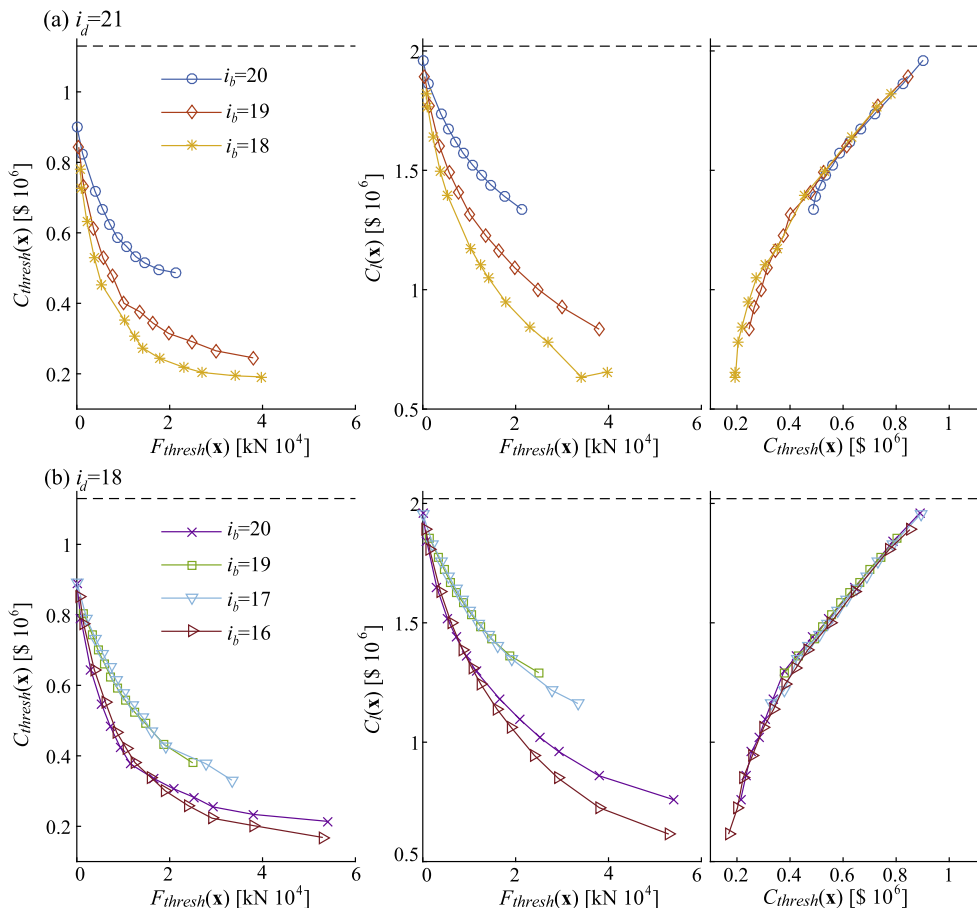 (a) i_d=21
C_thresh(x) [$ 10^6]
1
0.8
0.6
0.4
0.2
i_b=20
i_b=19
i_b=18
0
2
4
6
F_thresh(x) [kN 10^4]
C_l(x) [$ 10^6]
2
1.5
1
0.5
0
2
4
6
F_thresh(x) [kN 10^4]
0.2
0.4
0.6
0.8
1
C_thresh(x) [$ 10^6]
(b) i_d=18
C_thresh(x) [$ 10^6]
1
0.8
0.6
0.4
0.2
i_b=20
i_b=19
i_b=17
i_b=16
0
2
4
6
F_thresh(x) [kN 10^4]
C_l(x) [$ 10^6]
2
1.5
1
0.5
0
2
4
6
F_thresh(x) [kN 10^4]
0.2
0.4
0.6
0.8
1
C_thresh(x) [$ 10^6]